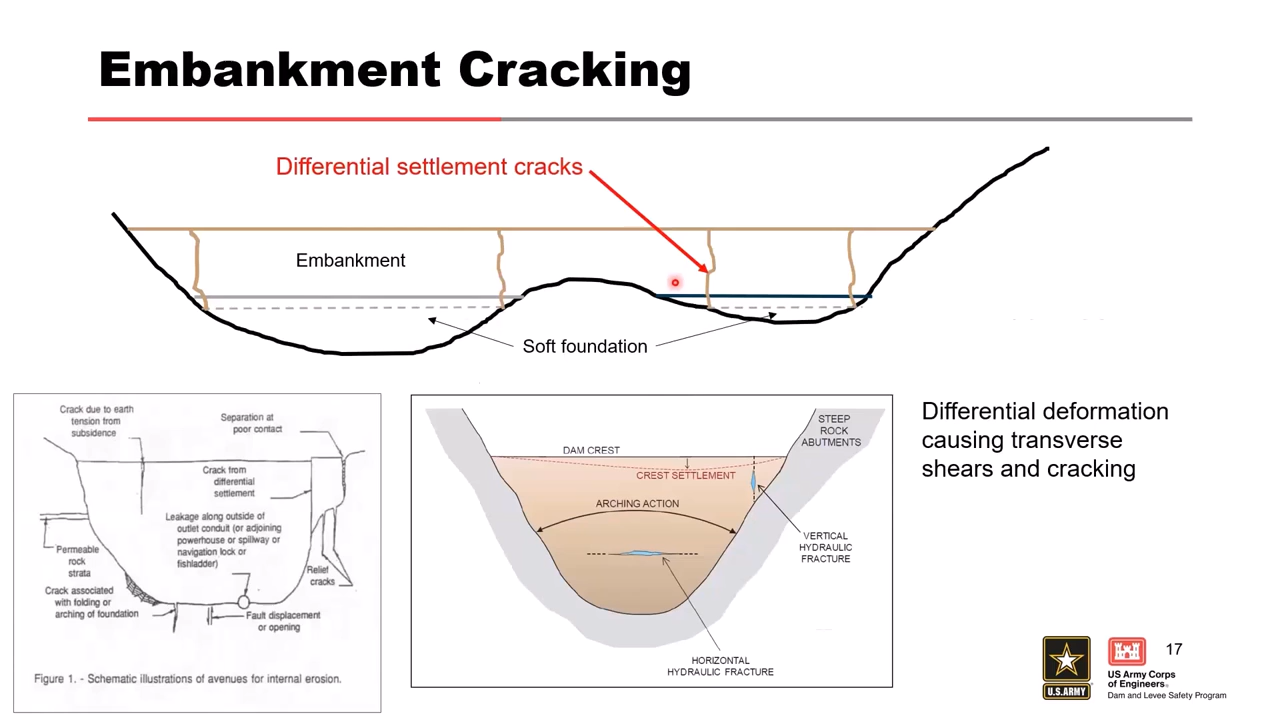 Embankment Cracking
Differential settlement cracks
Embankment
Soft foundation
Crack due to earth
tension from
subsidence
Separation at
poor contact
Crack from
differential
settlement
Leakage along outside of
outlet conduit (or adjoining
powerhouse or spillway or
navigation lock or
fishladder)
Permeable
rock
strata
Relief
cracks
Crack associated
with folding or
arching of foundation
Fault displacement
or opening
Figure 1. - Schematic illustrations of avenues for internal erosion.
STEEP
ROCK
ABUTMENTS
DAM CREST
CREST SETTLEMENT
ARCHING ACTION
VERTICAL
HYDRAULIC
FRACTURE
HORIZONTAL
HYDRAULIC FRACTURE
Differential deformation
causing transverse
shears and cracking
U.S.ARMY
US Army Corps
of Engineers®
Dam and Levee Safety Program
17